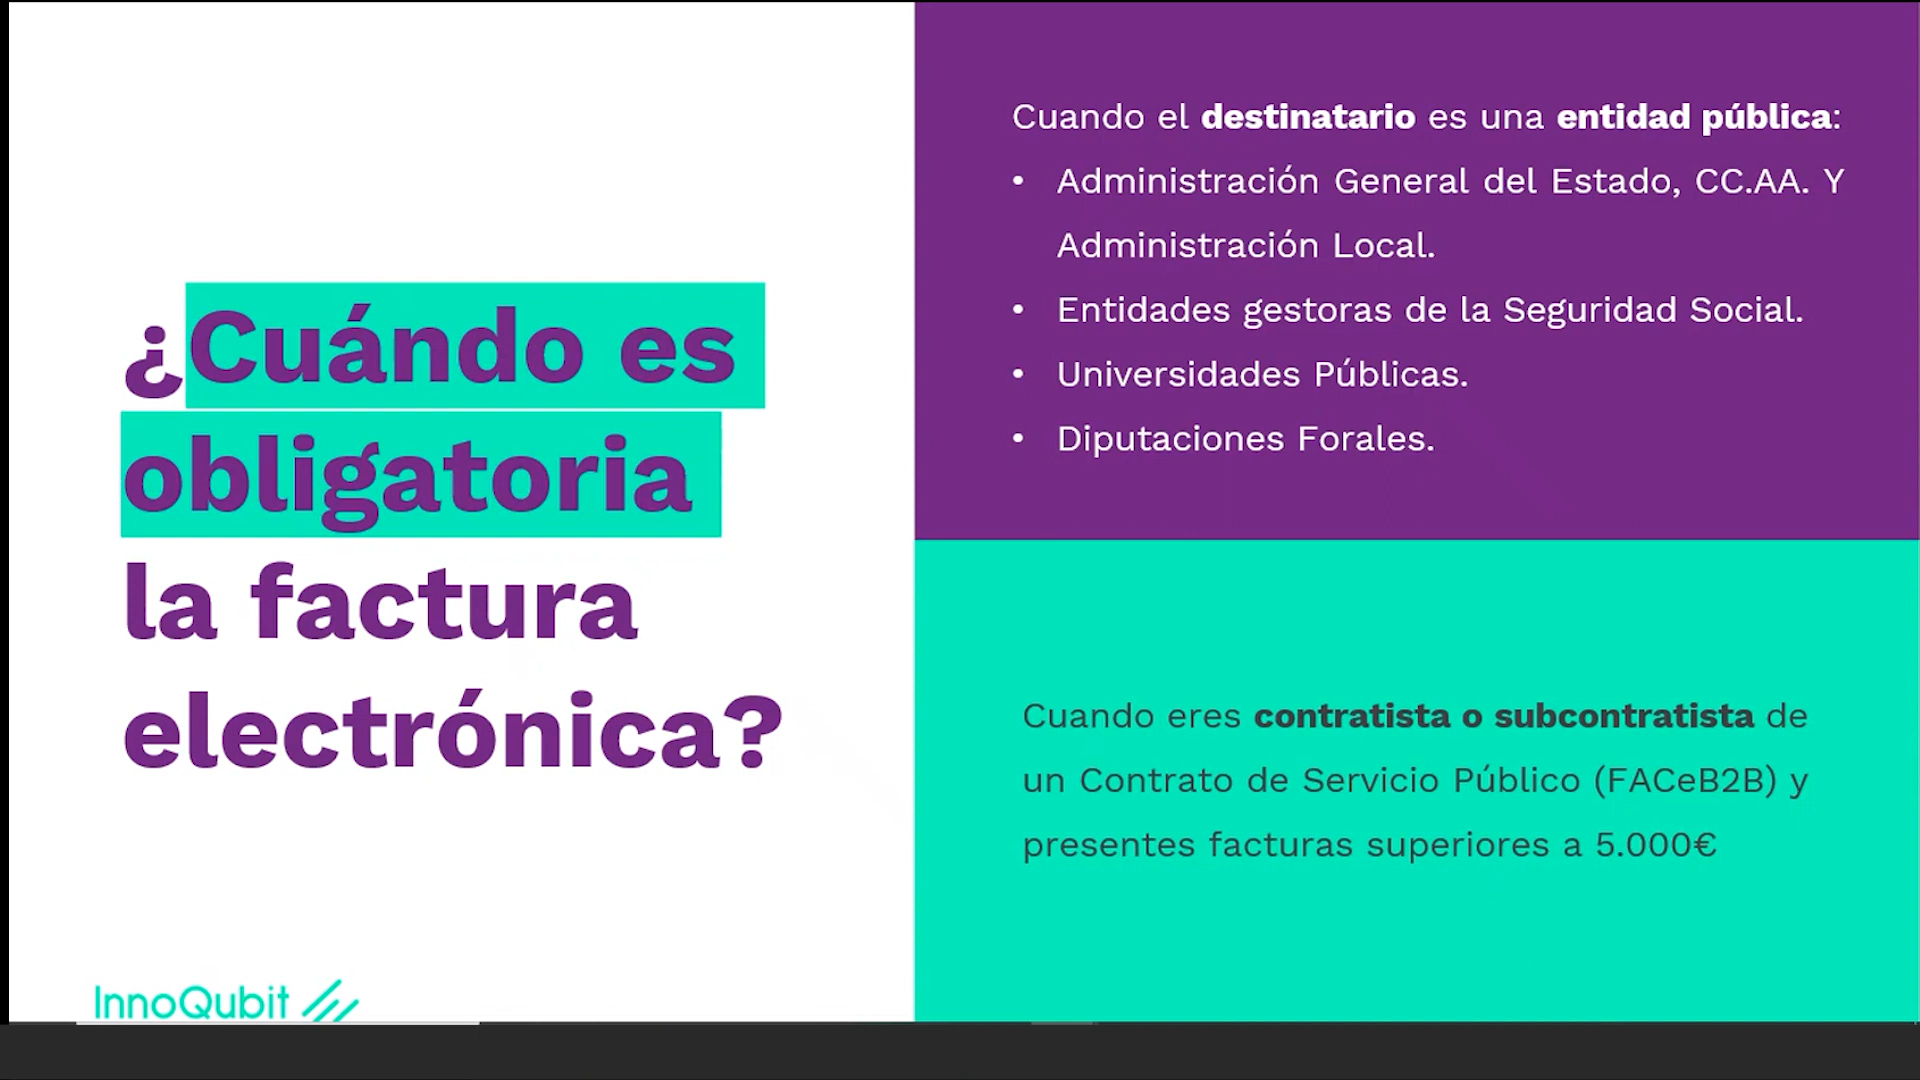 ¿Cuándo es
obligatoria
la factura
electrónica?
InnoQubit
Cuando el destinatario es una entidad pública:
• Administración General del Estado, CC.AA. Y
Administración Local.
• Entidades gestoras de la Seguridad Social.
• Universidades Públicas.
• Diputaciones Forales.
Cuando eres contratista o subcontratista de
un Contrato de Servicio Público (FACeB2B) y
presentes facturas superiores a 5.000€